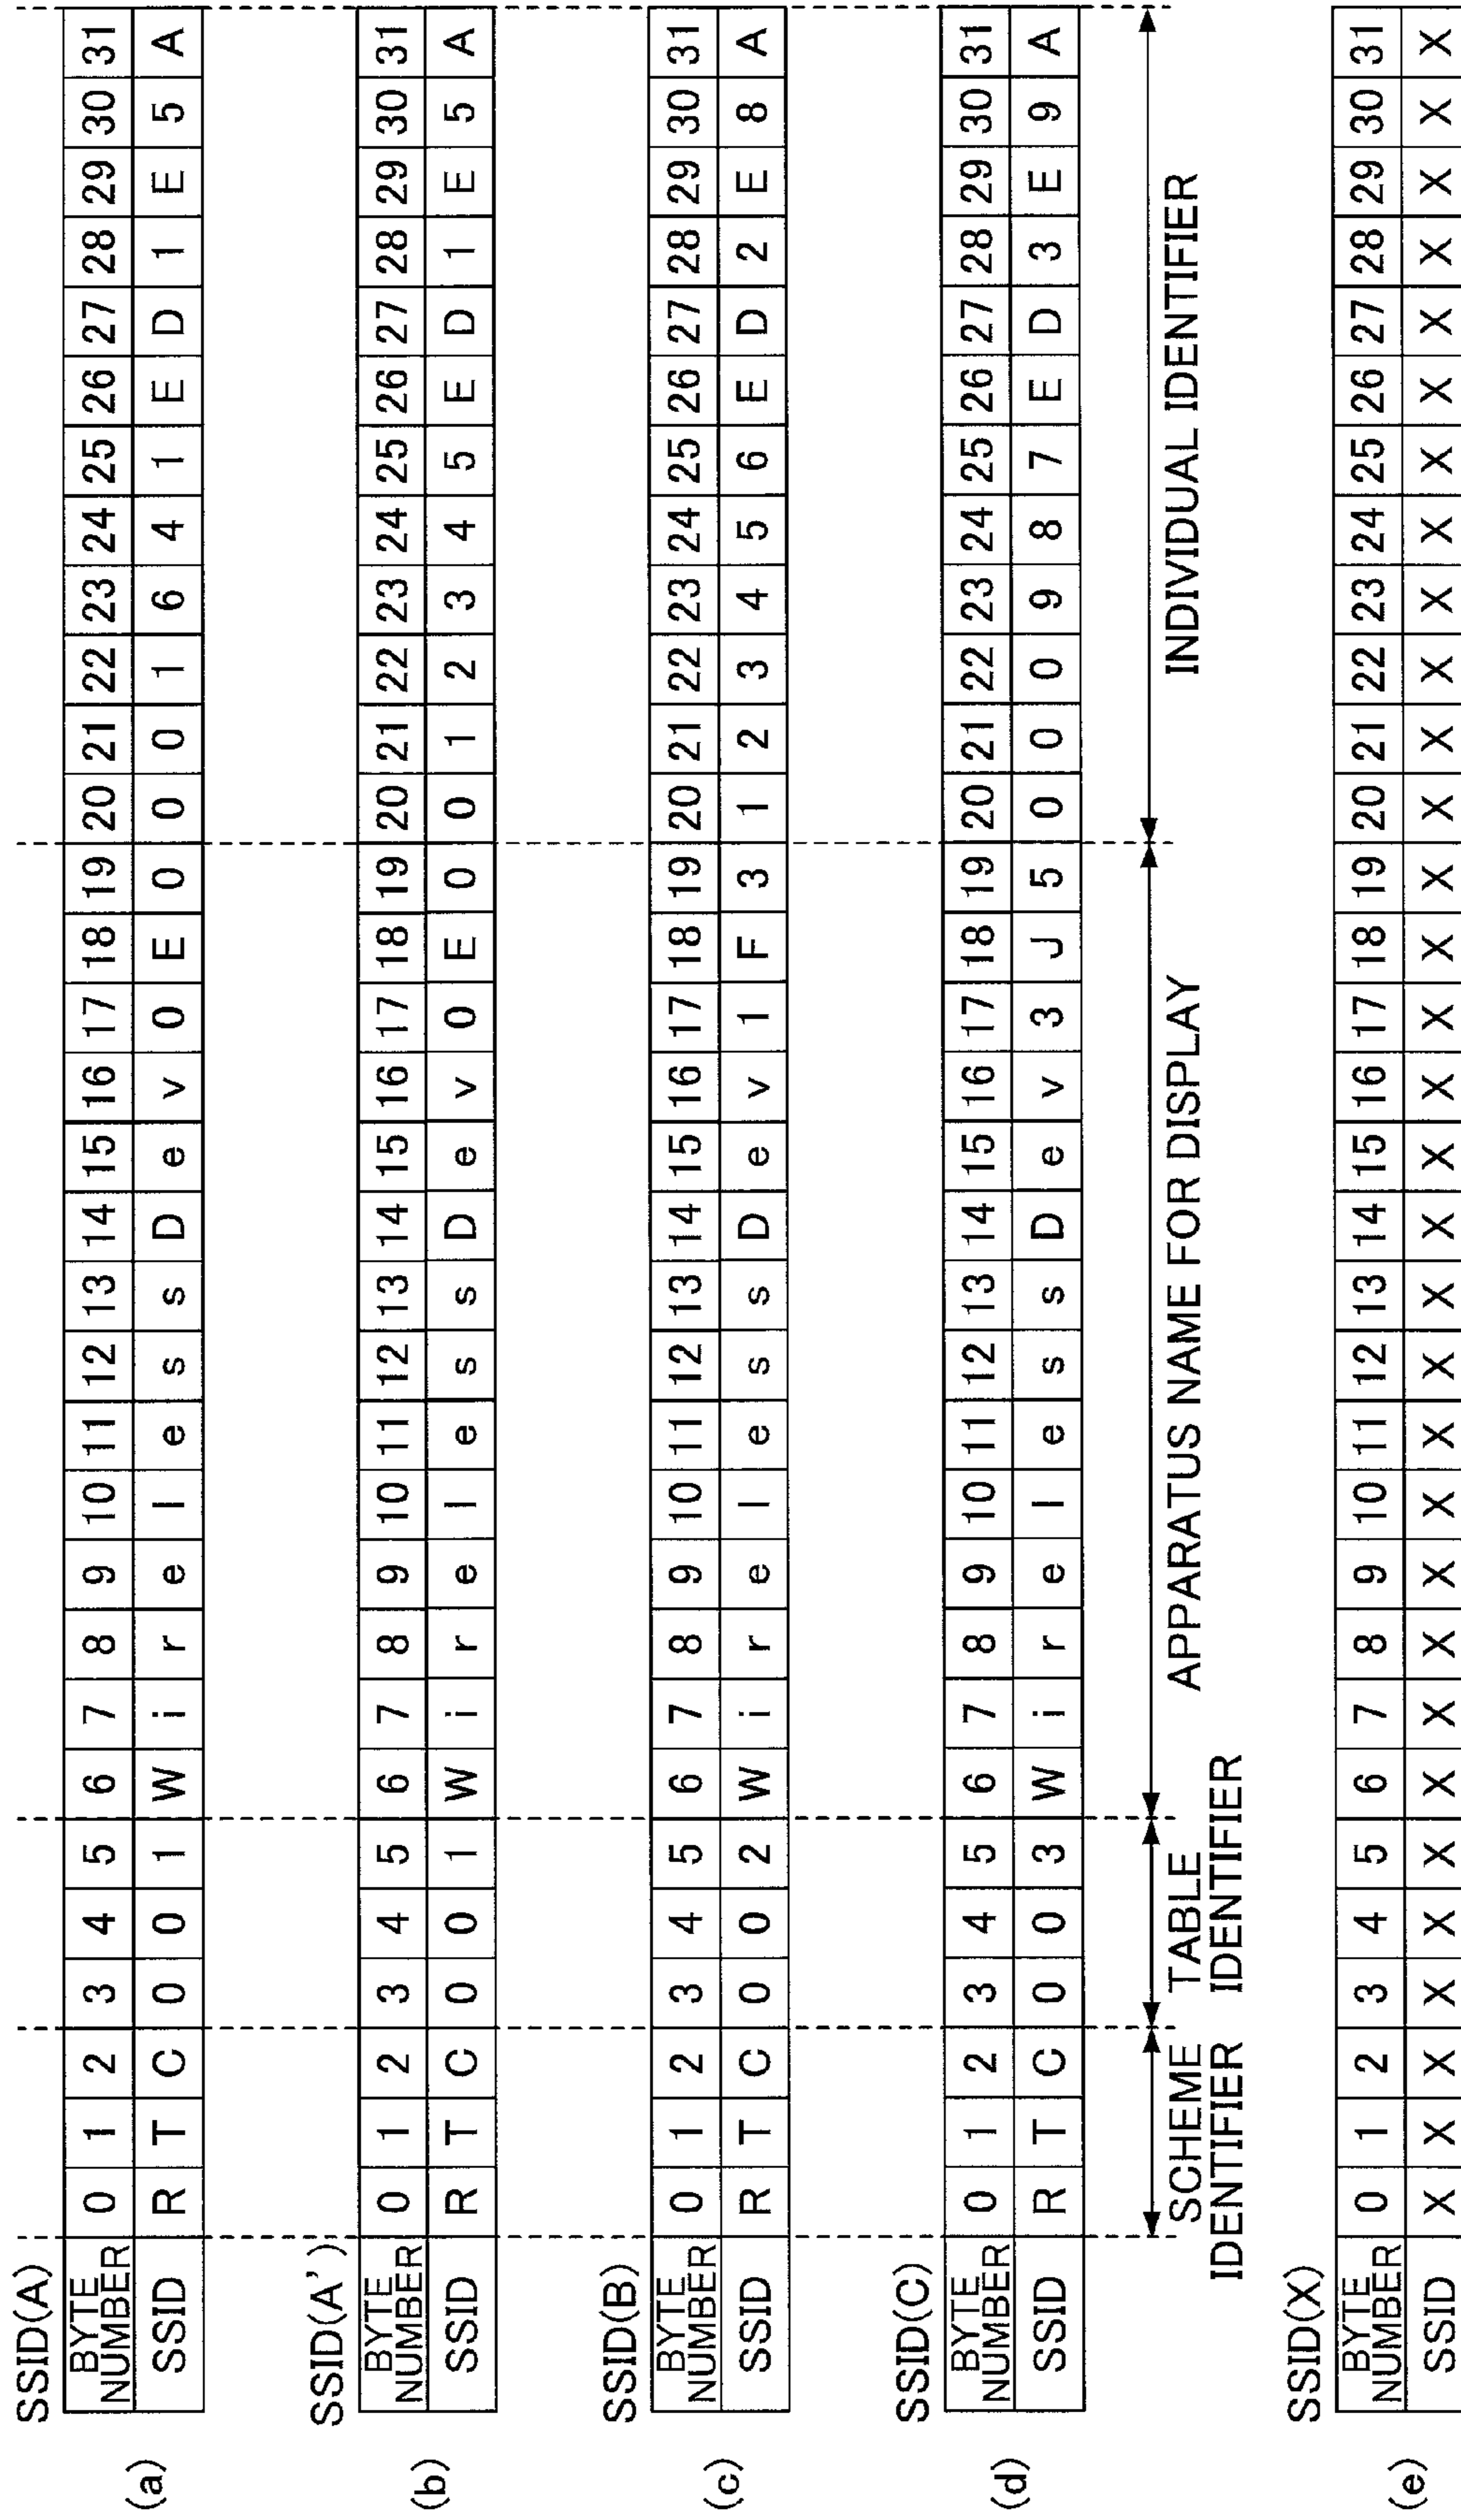 SSID(A)
(a)
BYTE NUMBER 0 1 2 3 4 5 6 7 8 9 10 11 12 13 14 15 16 17 18 19 20 21 22 23 24 25 26 27 28 29 30 31
SSID R T C 0 0 1 W i r e l e s s D e v 0 E 0 0 0 1 6 4 1 E D 1 E 5 A
SSID(A')
(b)
BYTE NUMBER 0 1 2 3 4 5 6 7 8 9 10 11 12 13 14 15 16 17 18 19 20 21 22 23 24 25 26 27 28 29 30 31
SSID R T C 0 0 1 W i r e l e s s D e v 0 E 0 0 1 2 3 4 5 E D 1 E 5 A
SSID(B)
(c)
BYTE NUMBER 0 1 2 3 4 5 6 7 8 9 10 11 12 13 14 15 16 17 18 19 20 21 22 23 24 25 26 27 28 29 30 31
SSID R T C 0 0 2 W i r e l e s s D e v 1 F 3 1 2 3 4 5 6 E D 2 E 8 A
SSID(C)
(d)
BYTE NUMBER 0 1 2 3 4 5 6 7 8 9 10 11 12 13 14 15 16 17 18 19 20 21 22 23 24 25 26 27 28 29 30 31
SSID R T C 0 0 3 W i r e l e s s D e v 3 J 5 0 0 0 9 8 7 E D 3 E 9 A
SCHEME TABLE APPARATUS NAME FOR DISPLAY INDIVIDUAL IDENTIFIER
IDENTIFIER IDENTIFIER
SSID(X)
(e)
BYTE NUMBER 0 1 2 3 4 5 6 7 8 9 10 11 12 13 14 15 16 17 18 19 20 21 22 23 24 25 26 27 28 29 30 31
SSID X X X X X X X X X X X X X X X X X X X X X X X X X X X X X X X X